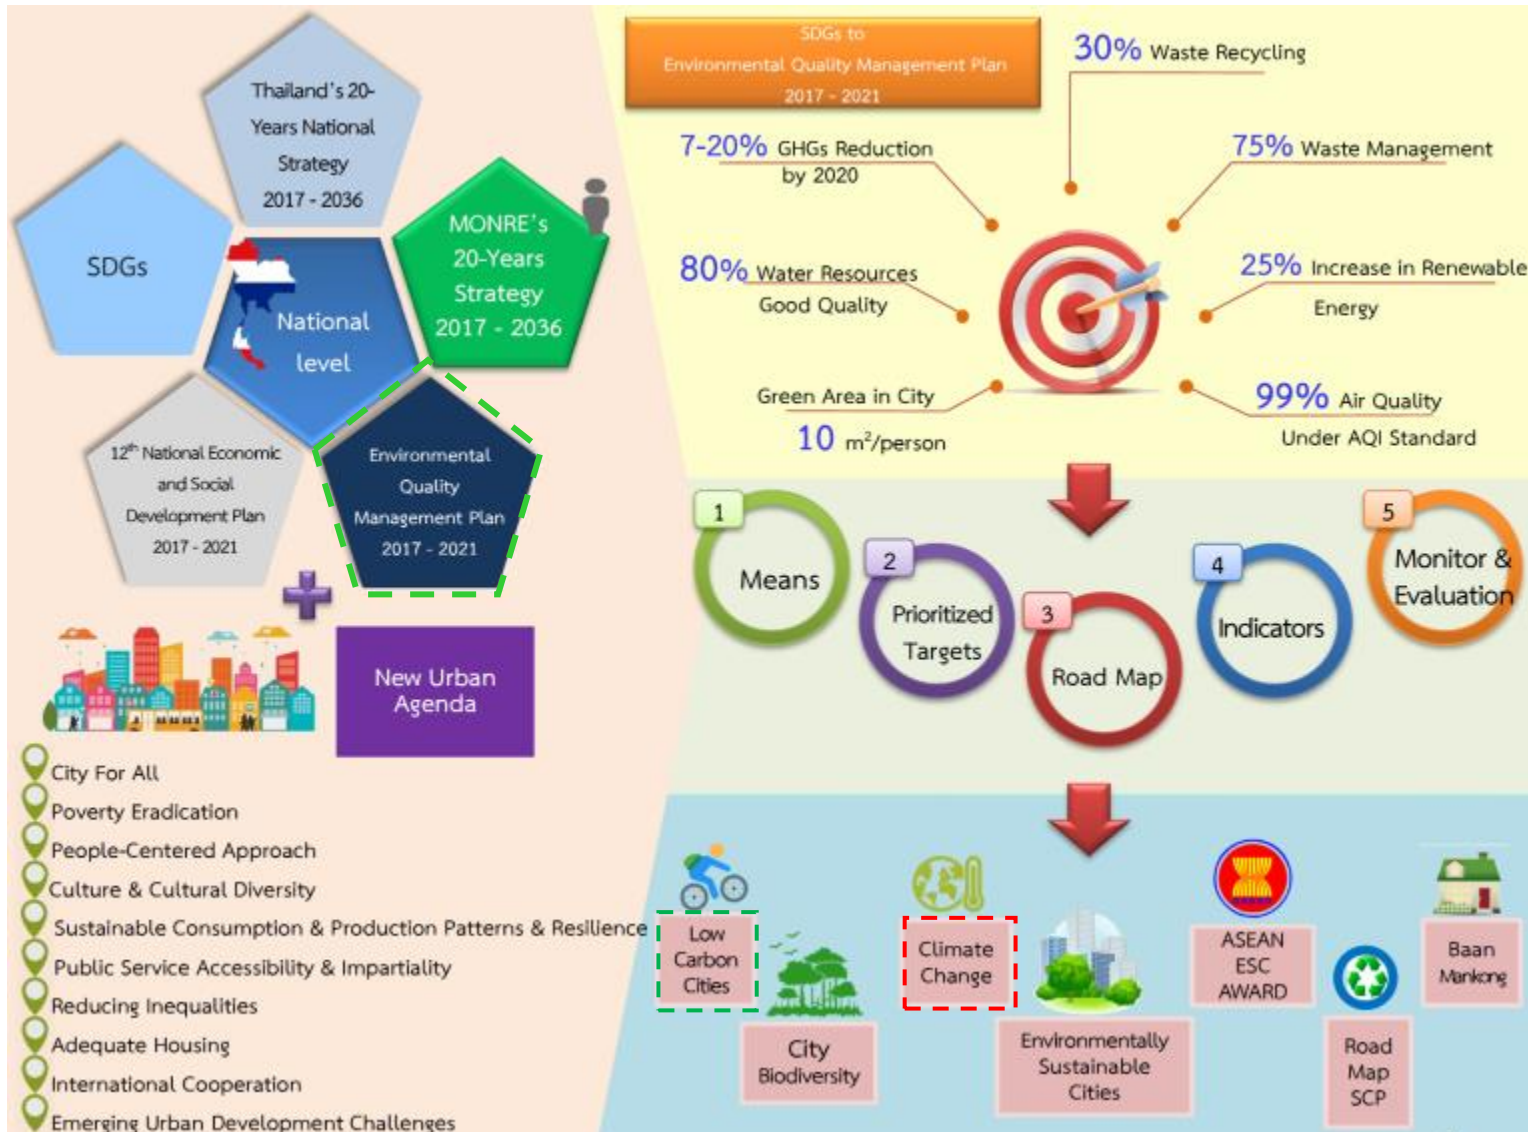 Thailand's 20-
Years National
Strategy
2017 - 2036
SDGs
MONRE's
20-Years
Strategy
2017 - 2036
National
level
12th National Economic
and Social
Development Plan
2017 - 2021
Environmental
Quality
Management Plan
2017 - 2021
New Urban
Agenda
City For All
Poverty Eradication
People-Centered Approach
Culture & Cultural Diversity
Sustainable Consumption & Production Patterns & Resilience
Public Service Accessibility & Impartiality
Reducing Inequalities
Adequate Housing
International Cooperation
Emerging Urban Development Challenges
SDGs to
Environmental Quality Management Plan
2017 - 2021
30% Waste Recycling
7-20% GHGs Reduction
by 2020
75% Waste Management
80% Water Resources
Good Quality
25% Increase in Renewable
Energy
Green Area in City
10 m²/person
99% Air Quality
Under AQI Standard
1
Means
2
Prioritized
Targets
3
Road Map
4
Indicators
5
Monitor &
Evaluation
Low
Carbon
Cities
City
Biodiversity
Climate
Change
Environmentally
Sustainable
Cities
ASEAN
ESC
AWARD
Road
Map
SCP
Baan
Mankong